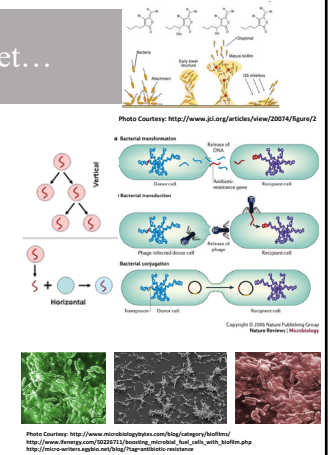 et…
Bacteria
Attachment
Early tower
structure
Mature biofilm
Dispersal
QS inhibitors
Photo Courtesy: http://www.jci.org/articles/view/20074/figure/2
a Bacterial transformation
Release of
DNA
Donor cell
Antibiotic-
resistance gene
Recipient cell
Bacterial transduction
Phage-infected donor cell
Release of
phage
Recipient cell
Bacterial conjugation
Transposon
Donor cell
Recipient cell
Copyright © 2006 Nature Publishing Group
Nature Reviews | Microbiology
Vertical
Horizontal
Photo Courtesy: http://www.microbiologybytes.com/blog/category/biofilms/
http://www.ifenergy.com/50226711/boosting_microbial_fuel_cells_with_biofilm.php
http://micro-writers.egybio.net/blog/?tag=antibiotic-resistance